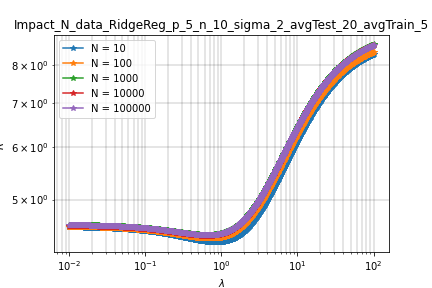 Impact_N_data_RidgeReg_p_5_n_10_sigma_2_avgTest_20_avgTrain_5
N = 10
N = 100
N = 1000
N = 10000
N = 100000
8 × 10⁰
7 × 10⁰
6 × 10⁰
5 × 10⁰
10⁻² 10⁻¹ 10⁰ 10¹ 10²
λ